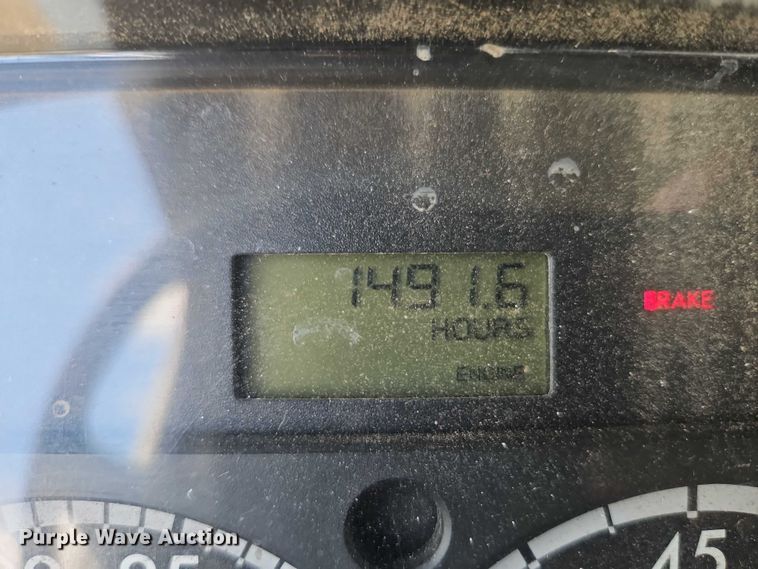 1491.6
HOURS
BRAKE
ENGINE
45
Purple Wave Auction